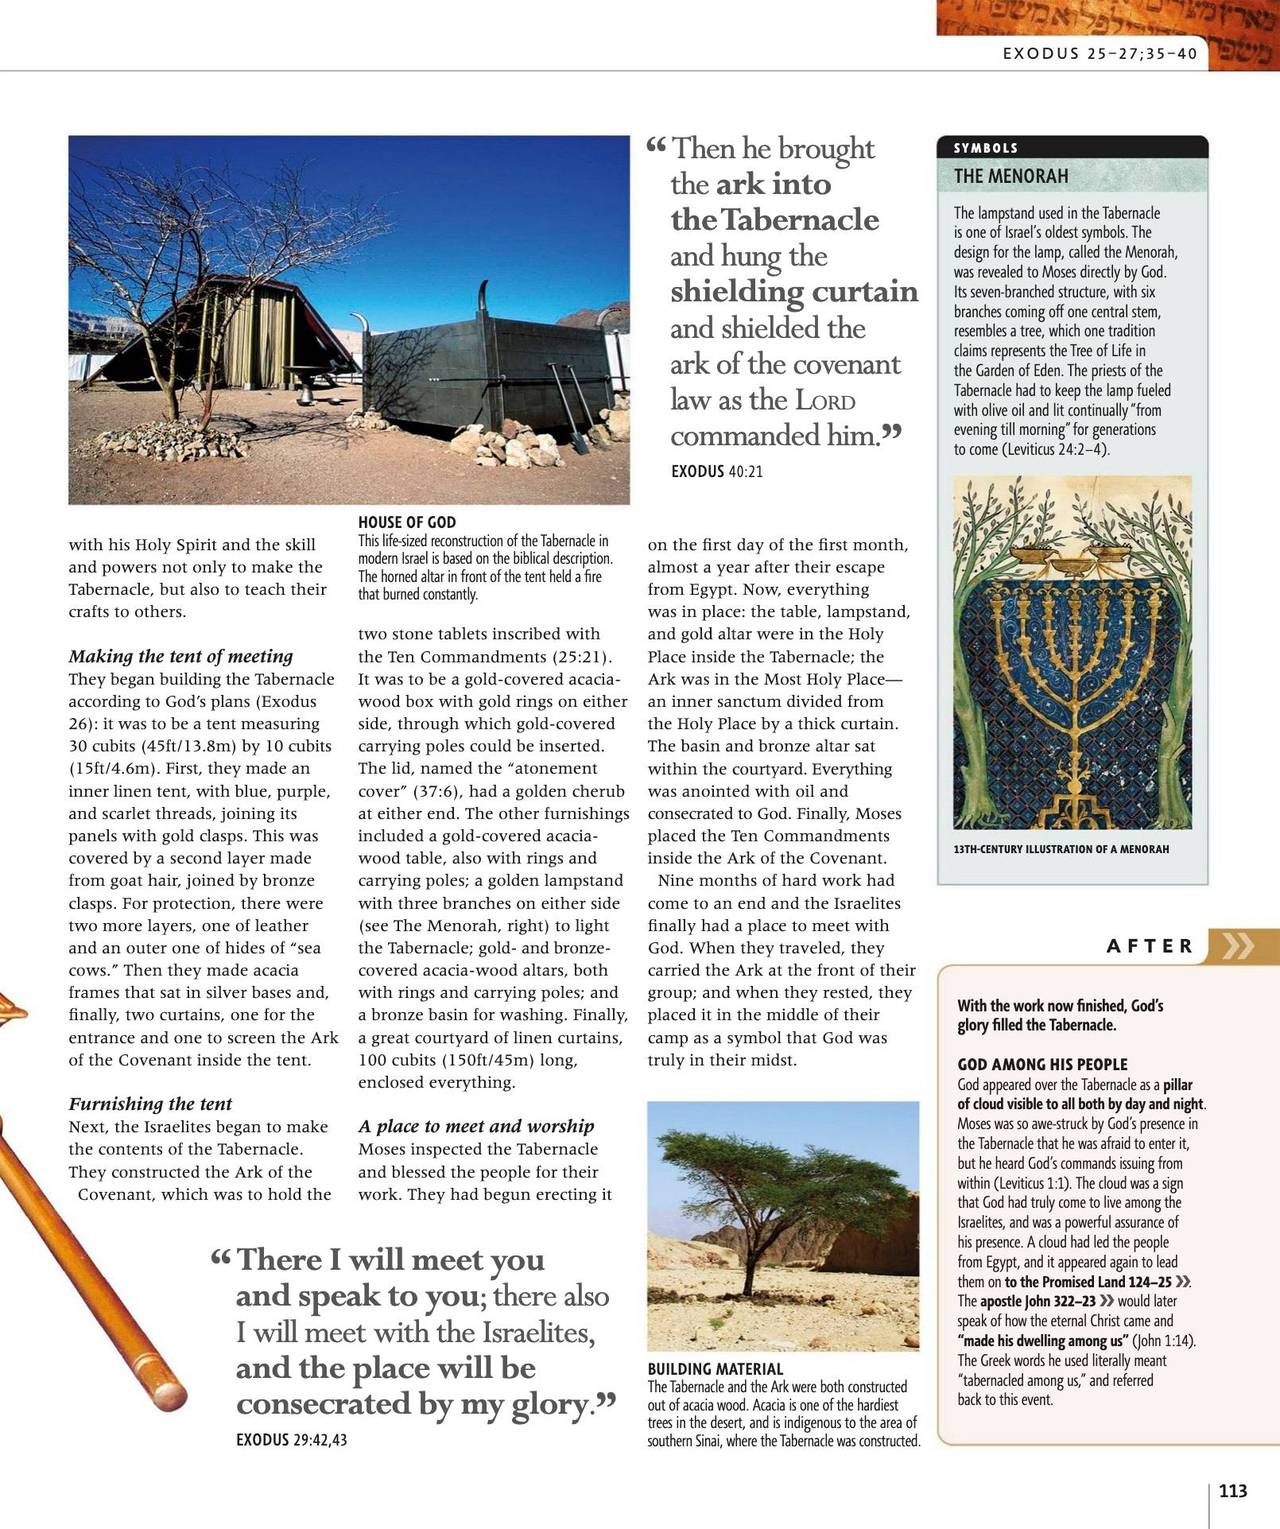 EXODUS 25–27;35–40
“Then he brought
the ark into
the Tabernacle
and hung the
shielding curtain
and shielded the
ark of the covenant
law as the LORD
commanded him.”
EXODUS 40:21
HOUSE OF GOD
This life-sized reconstruction of the Tabernacle in
modern Israel is based on the biblical description.
The horned altar in front of the tent held a fire
that burned constantly.
with his Holy Spirit and the skill
and powers not only to make the
Tabernacle, but also to teach their
crafts to others.
Making the tent of meeting
They began building the Tabernacle
according to God’s plans (Exodus
26): it was to be a tent measuring
30 cubits (45ft/13.8m) by 10 cubits
(15ft/4.6m). First, they made an
inner linen tent, with blue, purple,
and scarlet threads, joining its
panels with gold clasps. This was
covered by a second layer made
from goat hair, joined by bronze
clasps. For protection, there were
two more layers, one of leather
and an outer one of hides of “sea
cows.” Then they made acacia
frames that sat in silver bases and,
finally, two curtains, one for the
entrance and one to screen the Ark
of the Covenant inside the tent.
Furnishing the tent
Next, the Israelites began to make
the contents of the Tabernacle.
They constructed the Ark of the
Covenant, which was to hold the
two stone tablets inscribed with
the Ten Commandments (25:21).
It was to be a gold-covered acacia-
wood box with gold rings on either
side, through which gold-covered
carrying poles could be inserted.
The lid, named the “atonement
cover” (37:6), had a golden cherub
at either end. The other furnishings
included a gold-covered acacia-
wood table, also with rings and
carrying poles; a golden lampstand
with three branches on either side
(see The Menorah, right) to light
the Tabernacle; gold- and bronze-
covered acacia-wood altars, both
with rings and carrying poles; and
a bronze basin for washing. Finally,
a great courtyard of linen curtains,
100 cubits (150ft/45m) long,
enclosed everything.
A place to meet and worship
Moses inspected the Tabernacle
and blessed the people for their
work. They had begun erecting it
on the first day of the first month,
almost a year after their escape
from Egypt. Now, everything
was in place: the table, lampstand,
and gold altar were in the Holy
Place inside the Tabernacle; the
Ark was in the Most Holy Place—
an inner sanctum divided from
the Holy Place by a thick curtain.
The basin and bronze altar sat
within the courtyard. Everything
was anointed with oil and
consecrated to God. Finally, Moses
placed the Ten Commandments
inside the Ark of the Covenant.
Nine months of hard work had
come to an end and the Israelites
finally had a place to meet with
God. When they traveled, they
carried the Ark at the front of their
group; and when they rested, they
placed it in the middle of their
camp as a symbol that God was
truly in their midst.
“There I will meet you
and speak to you; there also
I will meet with the Israelites,
and the place will be
consecrated by my glory.”
EXODUS 29:42,43
BUILDING MATERIAL
The Tabernacle and the Ark were both constructed
out of acacia wood. Acacia is one of the hardiest
trees in the desert, and is indigenous to the area of
southern Sinai, where the Tabernacle was constructed.
SYMBOLS
THE MENORAH
The lampstand used in the Tabernacle
is one of Israel’s oldest symbols. The
design for the lamp, called the Menorah,
was revealed to Moses directly by God.
Its seven-branched structure, with six
branches coming off one central stem,
resembles a tree, which one tradition
claims represents the Tree of Life in
the Garden of Eden. The priests of the
Tabernacle had to keep the lamp fueled
with olive oil and lit continually “from
evening till morning” for generations
to come (Leviticus 24:2–4).
13TH-CENTURY ILLUSTRATION OF A MENORAH
AFTER
With the work now finished, God’s
glory filled the Tabernacle.
GOD AMONG HIS PEOPLE
God appeared over the Tabernacle as a pillar
of cloud visible to all both by day and night.
Moses was so awe-struck by God’s presence in
the Tabernacle that he was afraid to enter it,
but he heard God’s commands issuing from
within (Leviticus 1:1). The cloud was a sign
that God had truly come to live among the
Israelites, and was a powerful assurance of
his presence. A cloud had led the people
from Egypt, and it appeared again to lead
them on to the Promised Land 124–25 ».
The apostle John 322–23 » would later
speak of how the eternal Christ came and
“made his dwelling among us” (John 1:14).
The Greek words he used literally meant
“tabernacled among us,” and referred
back to this event.
113